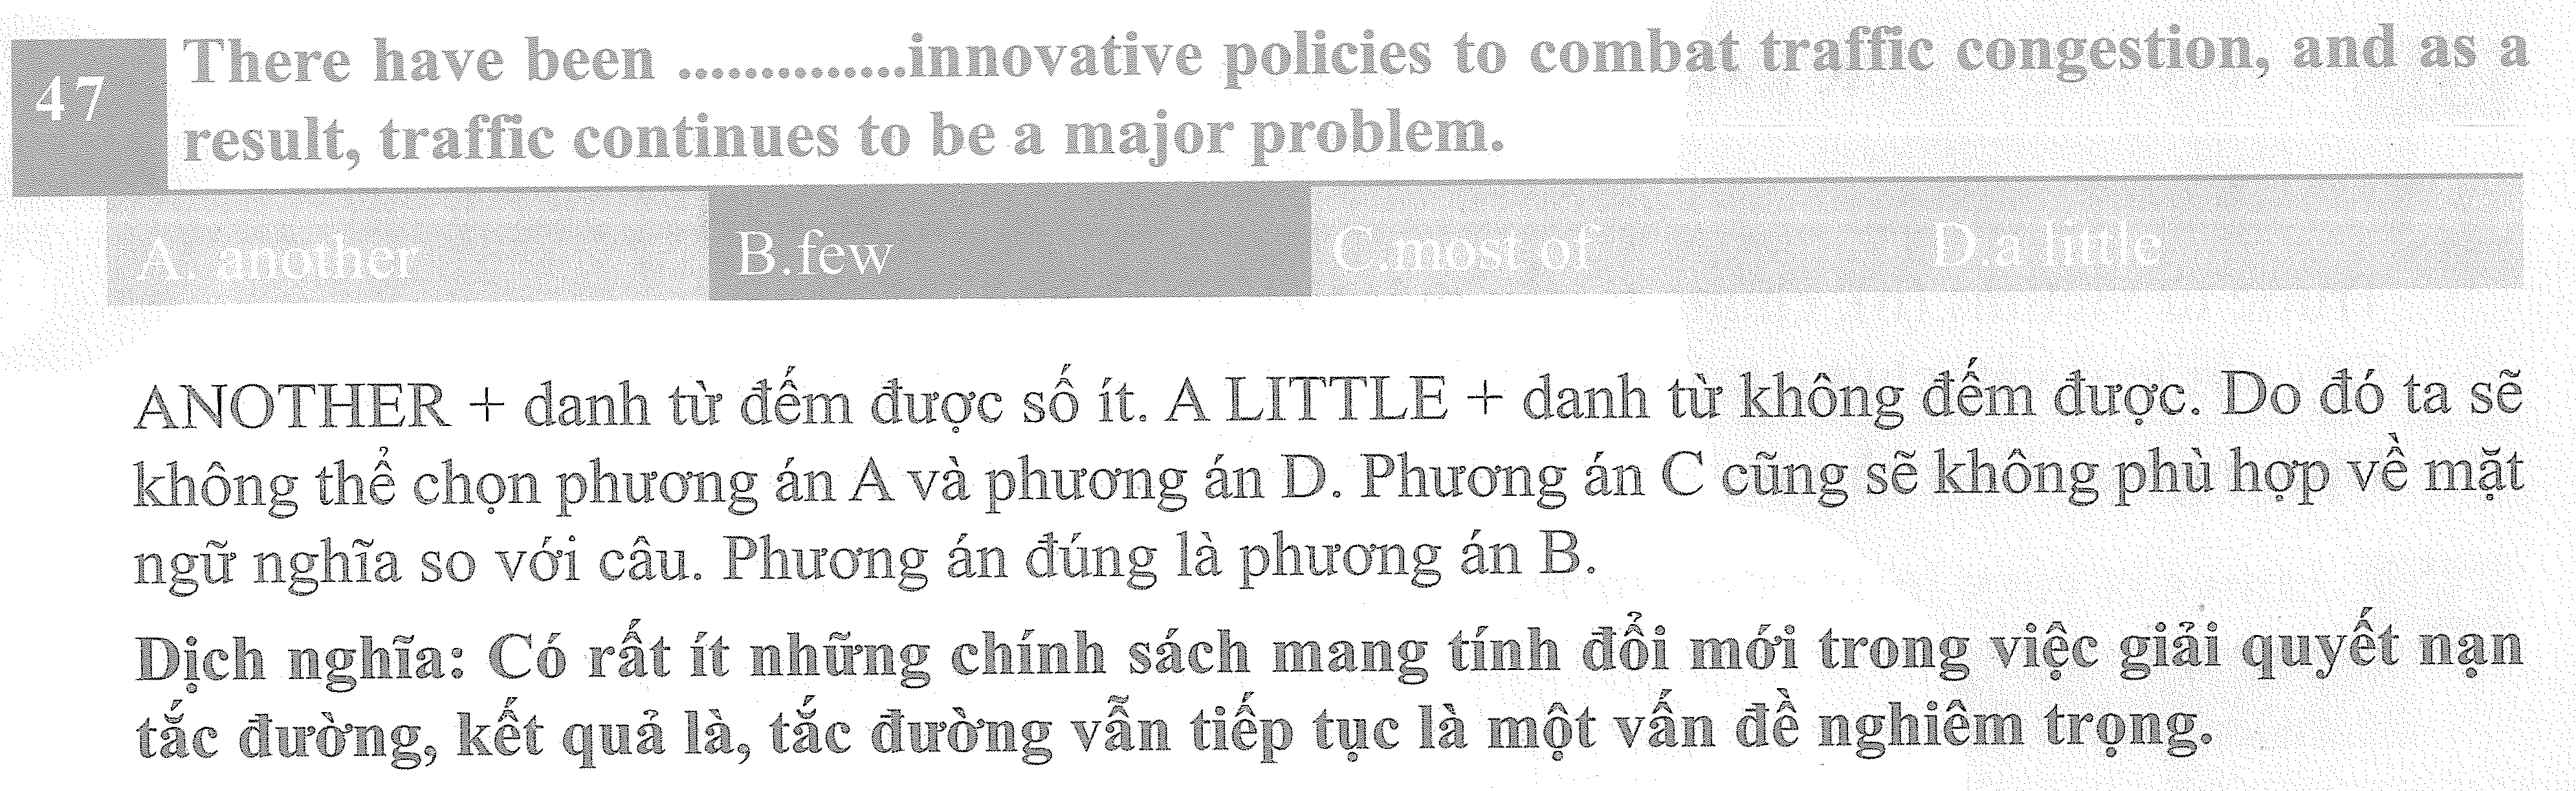 47
There have been ..............innovative policies to combat traffic congestion, and as a
result, traffic continues to be a major problem.
A. another B.few C.most of D.a little
ANOTHER + danh từ đếm được số ít. A LITTLE + danh từ không đếm được. Do đó ta sẽ
không thể chọn phương án A và phương án D. Phương án C cũng sẽ không phù hợp về mặt
ngữ nghĩa so với câu. Phương án đúng là phương án B.
Dịch nghĩa: Có rất ít những chính sách mang tính đổi mới trong việc giải quyết nạn
tắc đường, kết quả là, tắc đường vẫn tiếp tục là một vấn đề nghiêm trọng.